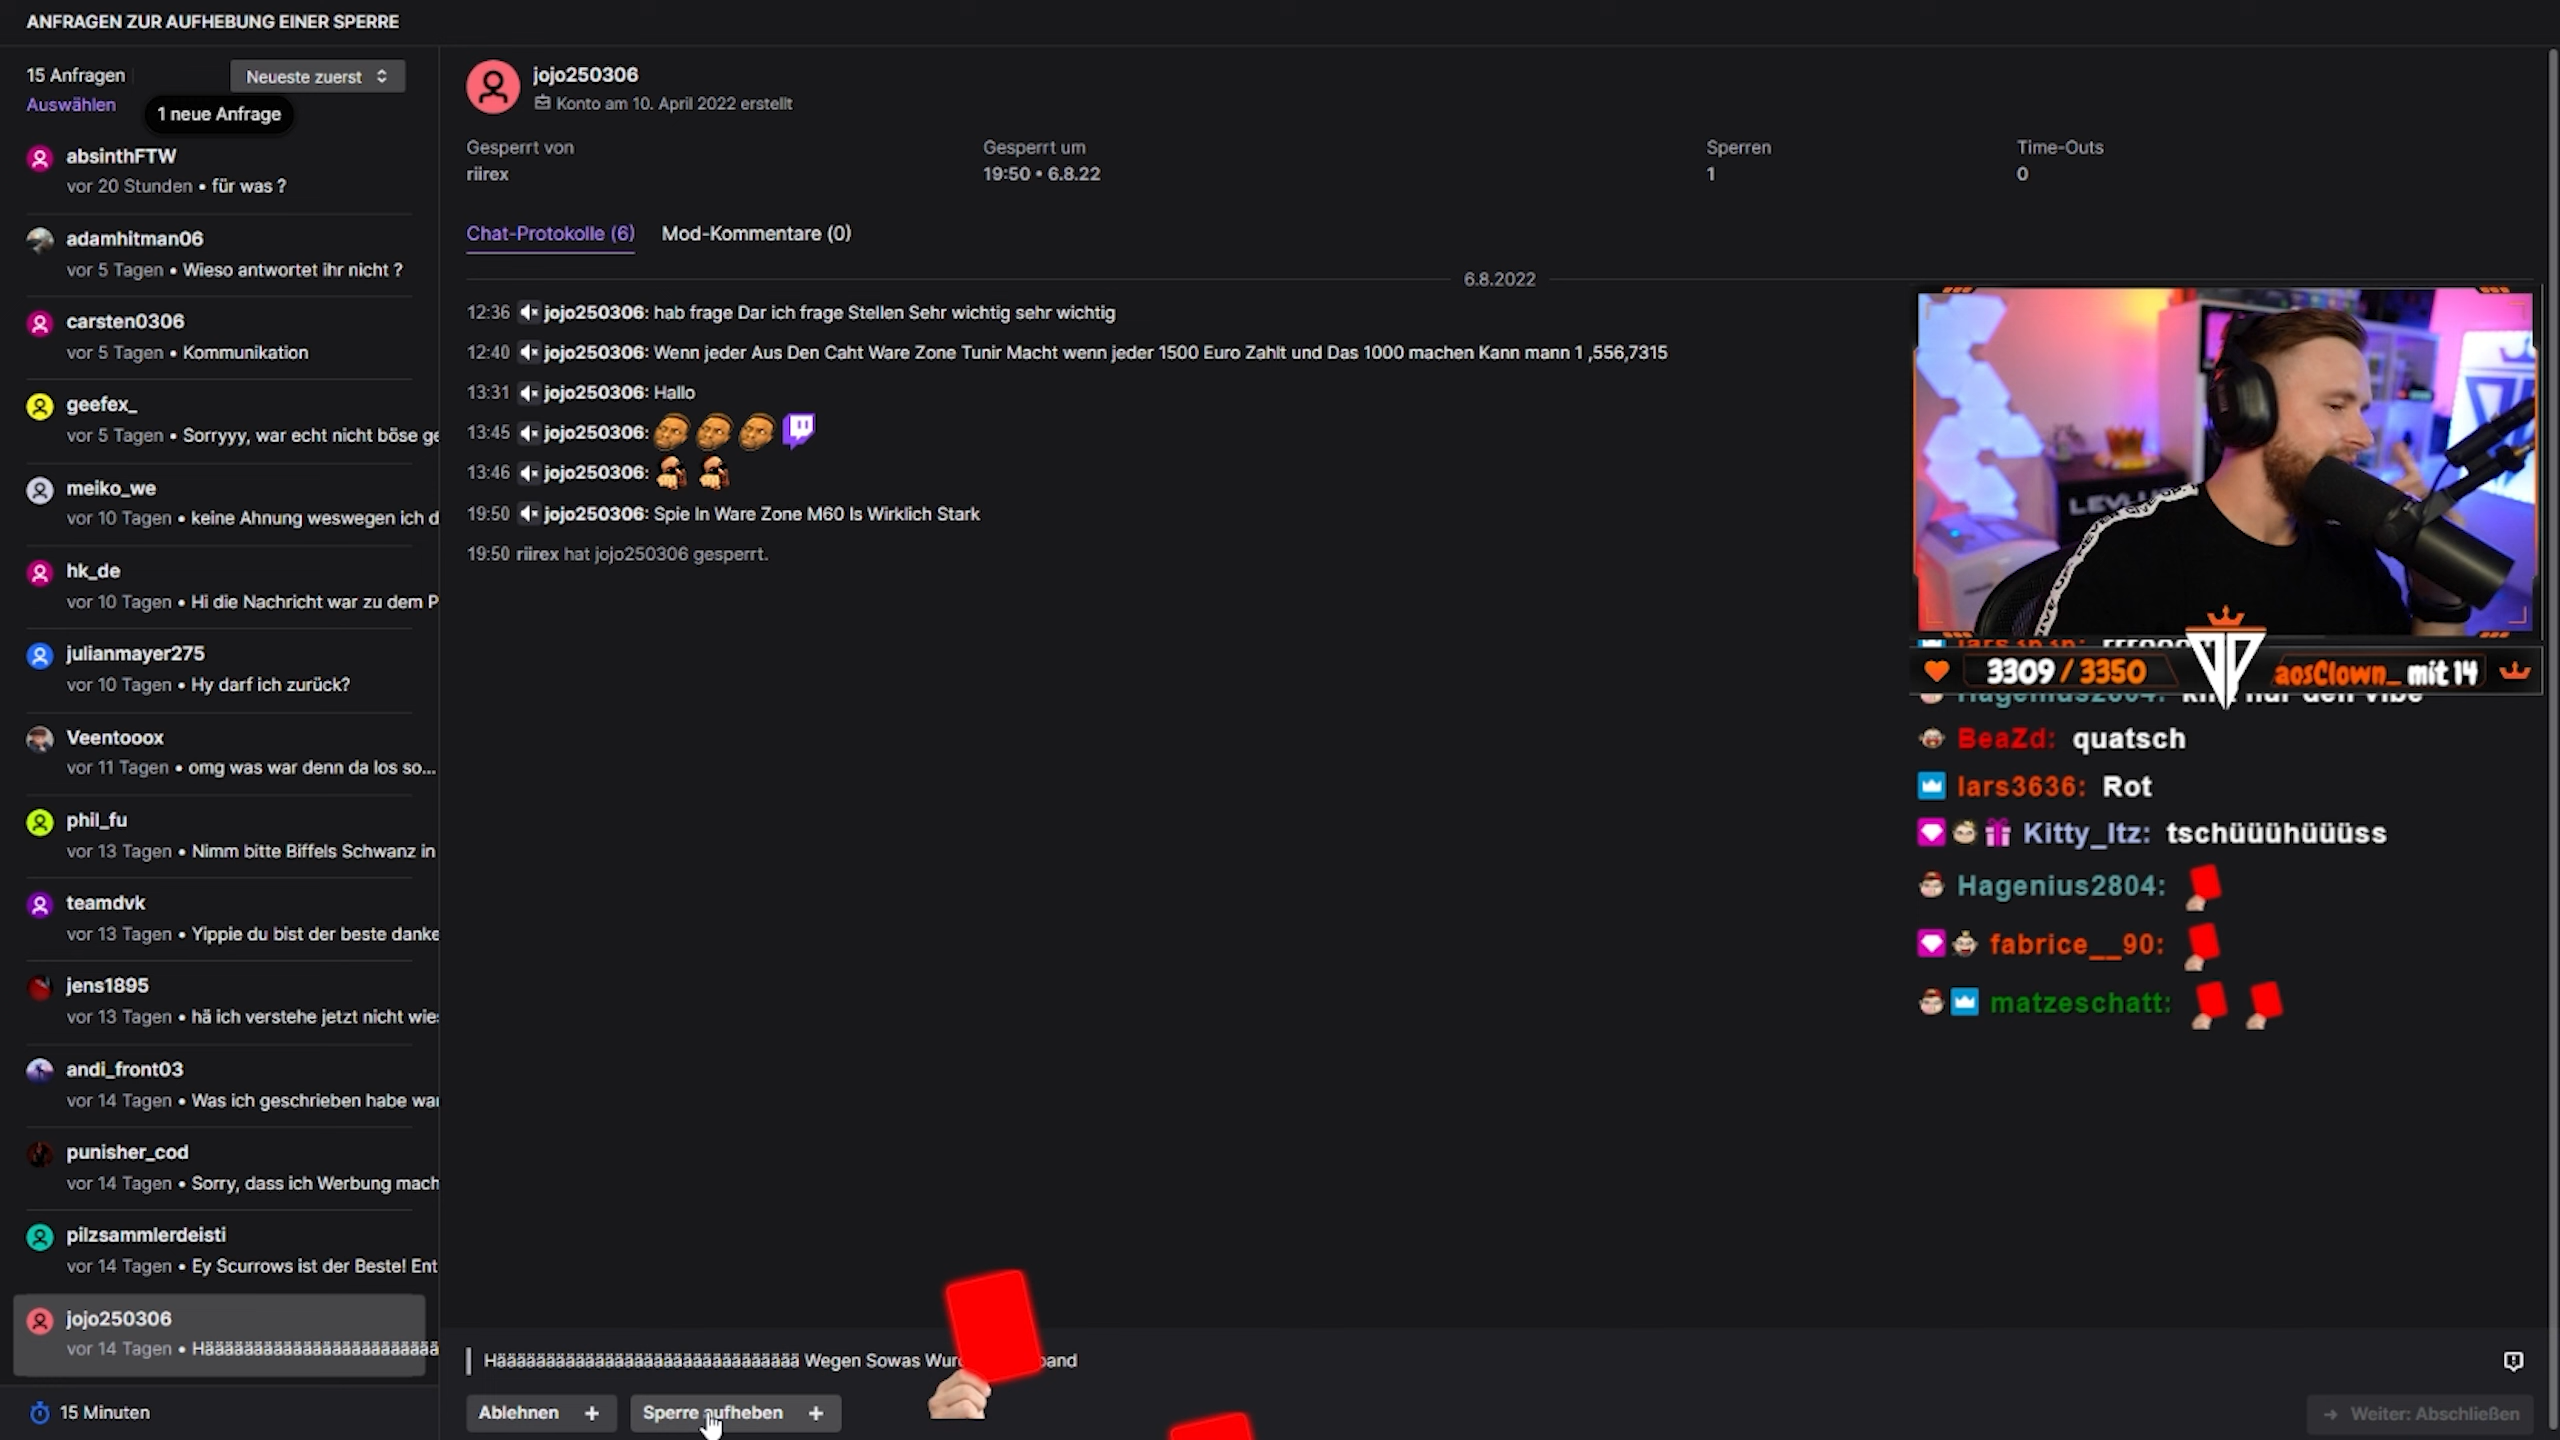 ANFRAGEN ZUR AUFHEBUNG EINER SPERRE
15 Anfragen
Neueste zuerst
Auswählen
1 neue Anfrage
absinthFTW
vor 20 Stunden • für was ?
adamhitman06
vor 5 Tagen • Wieso antwortet ihr nicht ?
carsten0306
vor 5 Tagen • Kommunikation
geefex_
vor 5 Tagen • Sorryyy, war echt nicht böse ge
meiko_we
vor 10 Tagen • keine Ahnung weswegen ich d
hk_de
vor 10 Tagen • Hi die Nachricht war zu dem P
julianmayer275
vor 10 Tagen • Hy darf ich zurück?
Veentooox
vor 11 Tagen • omg was war denn da los so...
phil_fu
vor 13 Tagen • Nimm bitte Biffels Schwanz in
teamdvk
vor 13 Tagen • Yippie du bist der beste danke
jens1895
vor 13 Tagen • hä ich verstehe jetzt nicht wie
andi_front03
vor 14 Tagen • Was ich geschrieben habe war
punisher_cod
vor 14 Tagen • Sorry, dass ich Werbung mach
pilzsammlerdeisti
vor 14 Tagen • Ey Scurrows ist der Beste! Ent
jojo250306
vor 14 Tagen •
15 Minuten
jojo250306
Konto am 10. April 2022 erstellt
Gesperrt von
riirex
Gesperrt um
19:50 • 6.8.22
Sperren
1
Time-Outs
0
Chat-Protokolle (6)
Mod-Kommentare (0)
6.8.2022
12:36 jojo250306: hab frage Dar ich frage Stellen Sehr wichtig sehr wichtig
12:40 jojo250306: Wenn jeder Aus Den Caht Ware Zone Tunir Macht wenn jeder 1500 Euro Zahlt und Das 1000 machen Kann mann 1 ,556,7315
13:31 jojo250306: Hallo
13:45 jojo250306:
13:46 jojo250306:
19:50 jojo250306: Spie In Ware Zone M60 Is Wirklich Stark
19:50 riirex hat jojo250306 gesperrt.
Wegen Sowas
Ablehnen +
Sperre aufheben +
Weiter: Abschließen
3309 / 3350
aosClown_ mit 14
Hagenius2804: nur den vibe
BeaZd: quatsch
lars3636: Rot
Kitty_Itz: tschüüühüüüss
Hagenius2804:
fabrice__90:
matzeschatt: